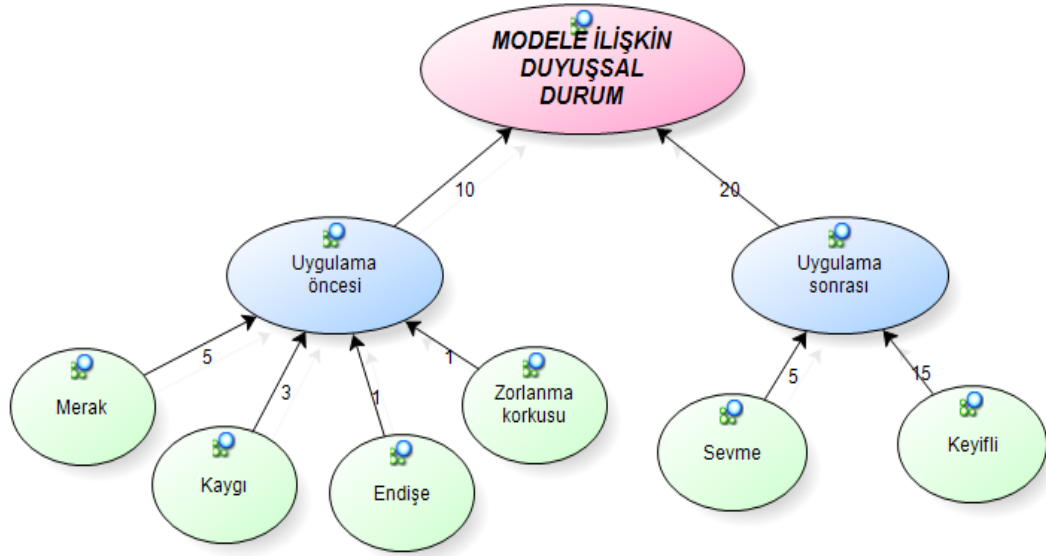 MODELE İLİŞKİN
DUYUŞSAL
DURUM
10
20
Uygulama
öncesi
Uygulama
sonrası
5
3
1
1
5
15
Merak
Kaygı
Endişe
Zorlanma
korkusu
Sevme
Keyifli